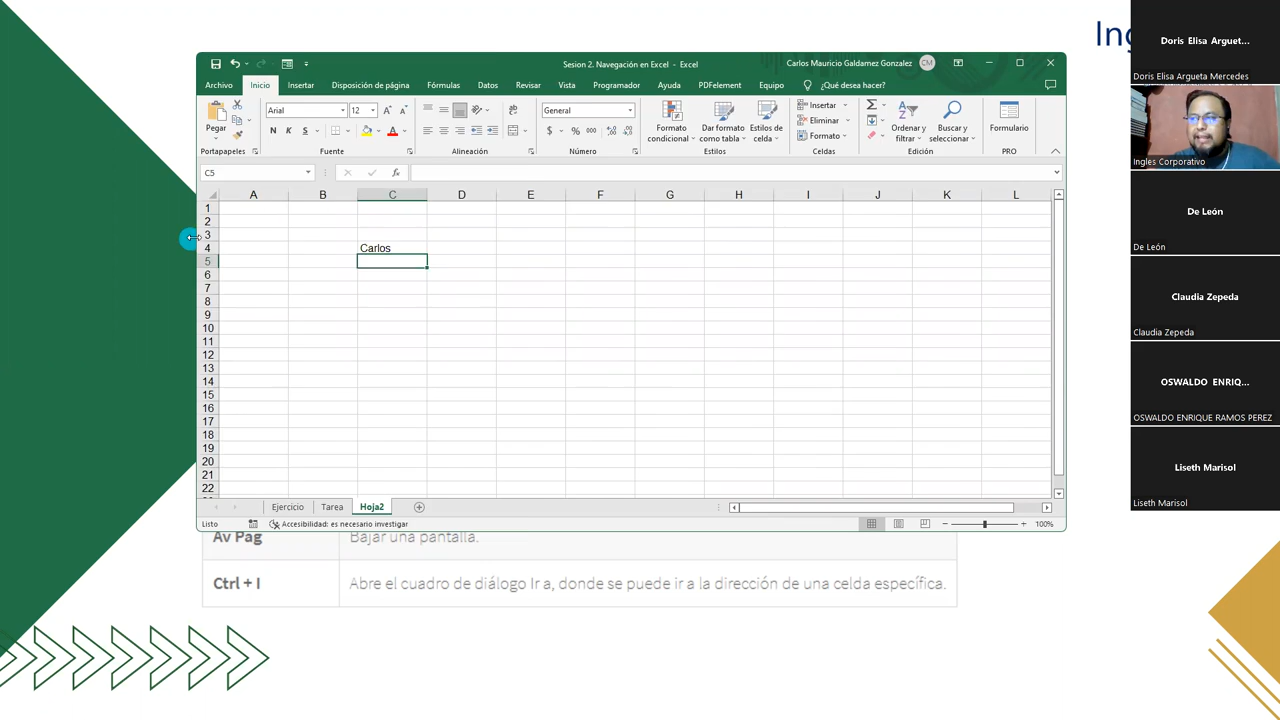 Ing
Sesion 2. Navegación en Excel - Excel
Carlos Mauricio Galdamez Gonzalez
CM
Archivo
Inicio
Insertar
Disposición de página
Fórmulas
Datos
Revisar
Vista
Programador
Ayuda
PDFelement
Equipo
¿Qué desea hacer?
Pegar
Portapapeles
Arial
12
N K S
Fuente
Alineación
General
$ % 000
Número
Formato condicional
Dar formato como tabla
Estilos de celda
Estilos
Insertar
Eliminar
Formato
Celdas
Ordenar y filtrar
Buscar y seleccionar
Edición
Formulario
PRO
C5
fx
A B C D E F G H I J K L
1
2
3
4 Carlos
5
6
7
8
9
10
11
12
13
14
15
16
17
18
19
20
21
22
Ejercicio
Tarea
Hoja2
Listo
Accesibilidad: es necesario investigar
100%
Av Pag Bajar una pantalla.
Ctrl + I Abre el cuadro de diálogo Ir a, donde se puede ir a la dirección de una celda específica.
Doris Elisa Arguet...
Doris Elisa Argueta Mercedes
Ingles Corporativo
De León
De León
Claudia Zepeda
Claudia Zepeda
OSWALDO ENRIQ...
OSWALDO ENRIQUE RAMOS PEREZ
Liseth Marisol
Liseth Marisol